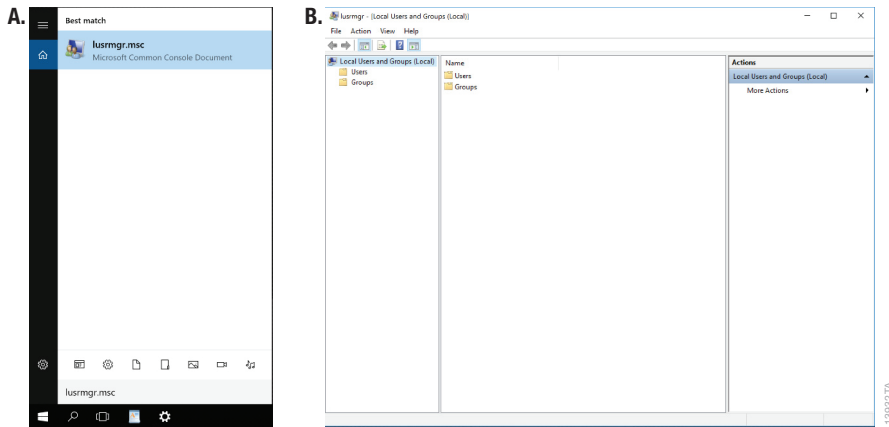 A.
Best match
lusrmgr.msc
Microsoft Common Console Document
lusrmgr.msc
B.
lusrmgr - [Local Users and Groups (Local)]
File Action View Help
Local Users and Groups (Local)
Users
Groups
Name
Users
Groups
Actions
Local Users and Groups (Local)
More Actions